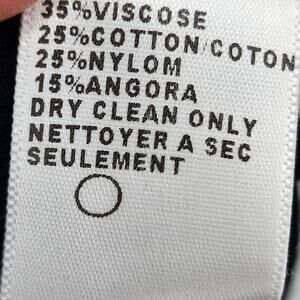 35%VISCOSE
25%COTTON/COTON
25%NYLOM
15%ANGORA
DRY CLEAN ONLY
NETTOYER A SEC
SEULEMENT